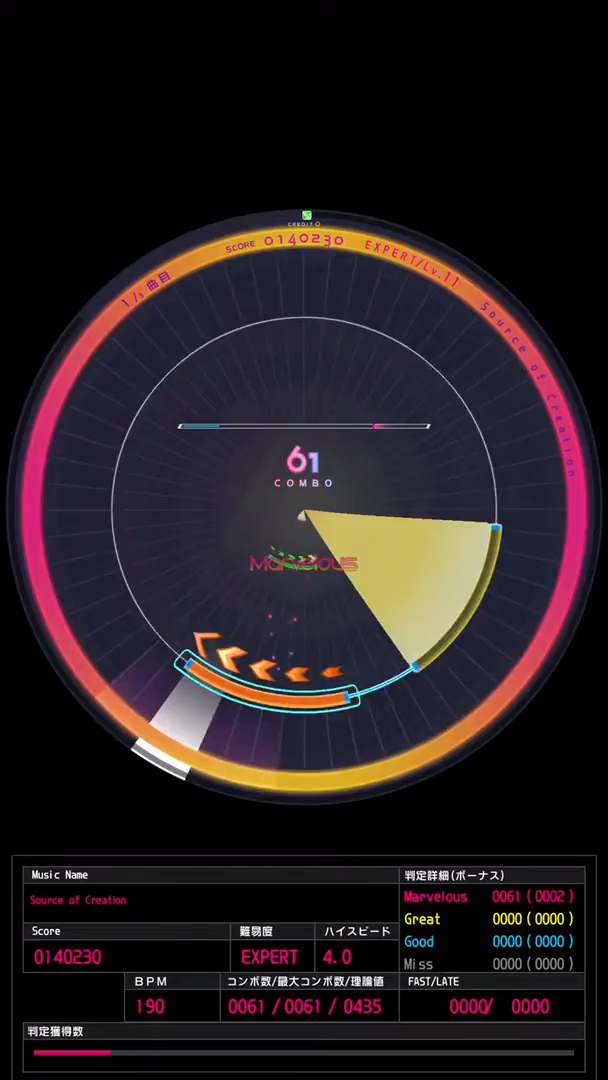 CREDIT 0
1/3 曲目
SCORE 0140230
EXPERT/Lv.11
Source of Creation
61
COMBO
Marvelous
Music Name
Source of Creation
判定詳細(ボーナス)
Marvelous 0061 ( 0002 )
Great 0000 ( 0000 )
Good 0000 ( 0000 )
Miss 0000 ( 0000 )
Score
0140230
難易度
EXPERT
ハイスピード
4.0
BPM
190
コンボ数/最大コンボ数/理論値
0061 / 0061 / 0435
FAST/LATE
0000/ 0000
判定獲得数